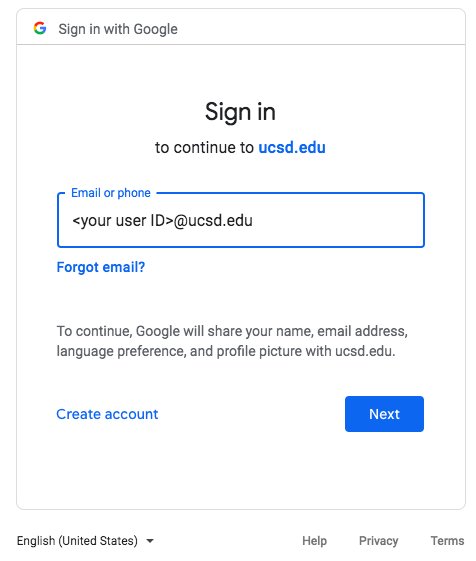 Sign in with Google
Sign in
to continue to ucsd.edu
Email or phone
<your user ID>@ucsd.edu
Forgot email?
To continue, Google will share your name, email address,
language preference, and profile picture with ucsd.edu.
Create account
Next
English (United States)
Help
Privacy
Terms